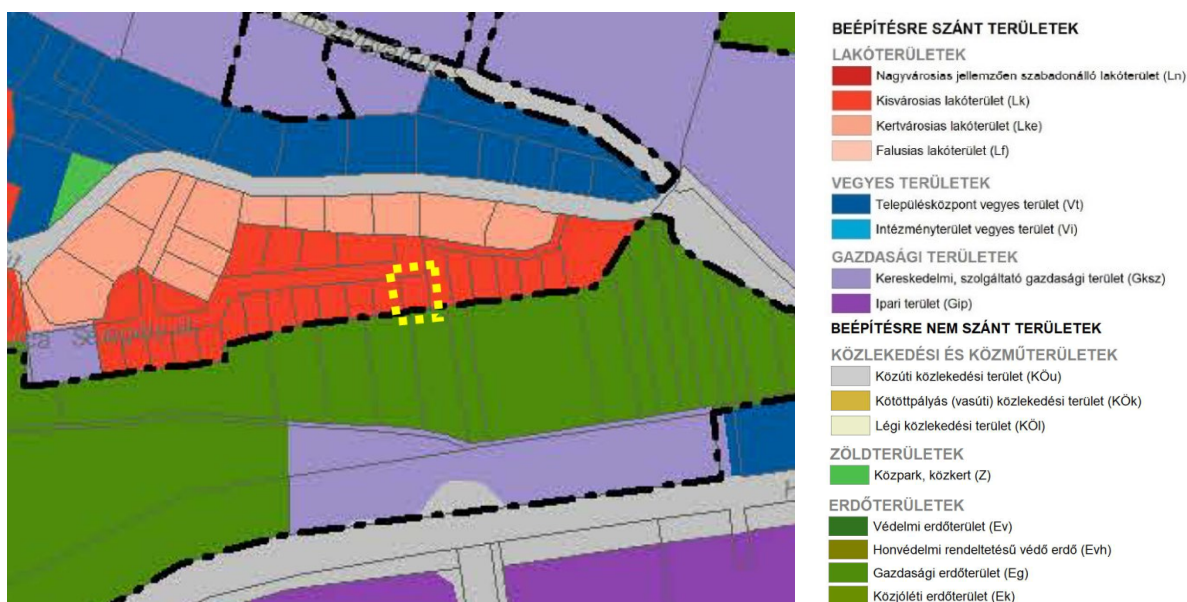 BEÉPÍTÉSRE SZÁNT TERÜLETEK
LAKÓTERÜLETEK
Nagyvárosias jellemzően szabadonálló lakóterület (Ln)
Kisvárosias lakóterület (Lk)
Kertvárosias lakóterület (Lke)
Falusias lakóterület (Lf)
VEGYES TERÜLETEK
Településközpont vegyes terület (Vt)
Intézményterület vegyes terület (Vi)
GAZDASÁGI TERÜLETEK
Kereskedelmi, szolgáltató gazdasági terület (Gksz)
Ipari terület (Gip)
BEÉPÍTÉSRE NEM SZÁNT TERÜLETEK
KÖZLEKEDÉSI ÉS KÖZMŰTERÜLETEK
Közúti közlekedési terület (KÖu)
Kötöttpályás (vasúti) közlekedési terület (KÖk)
Légi közlekedési terület (KÖl)
ZÖLDTERÜLETEK
Közpark, közkert (Z)
ERDŐTERÜLETEK
Védelmi erdőterület (Ev)
Honvédelmi rendeltetésű védő erdő (Evh)
Gazdasági erdőterület (Eg)
Közjóléti erdőterület (Ek)